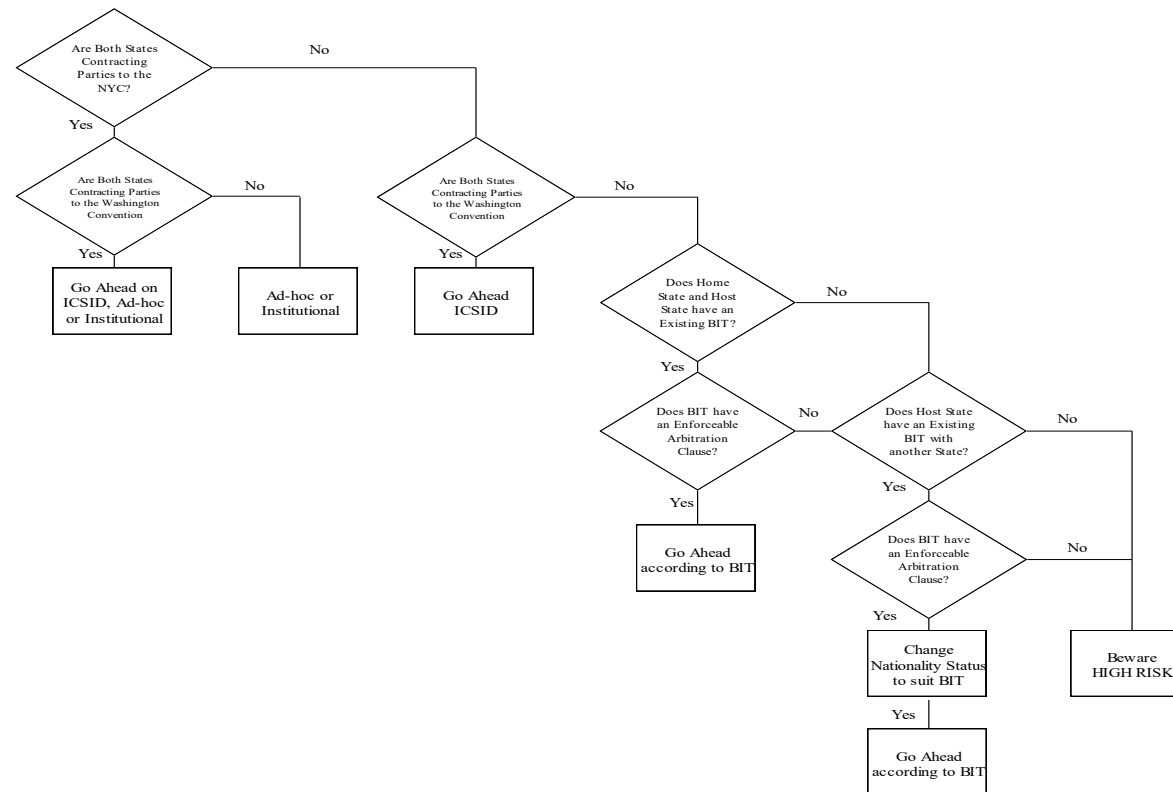 Are Both States
Contracting
Parties to the
NYC?
No
Yes
Are Both States
Contracting Parties
to the Washington
Convention
No
Yes
Go Ahead on
ICSID, Ad-hoc
or Institutional
Ad-hoc or
Institutional
Are Both States
Contracting Parties
to the Washington
Convention
No
Yes
Go Ahead
ICSID
Does Home
State and Host
State have an
Existing BIT?
No
Yes
Does BIT have
an Enforceable
Arbitration
Clause?
No
Yes
Go Ahead
according to BIT
Does Host State
have an Existing
BIT with
another State?
No
Yes
Does BIT have
an Enforceable
Arbitration
Clause?
No
Yes
Change
Nationality Status
to suit BIT
Beware
HIGH RISK
Yes
Go Ahead
according to BIT